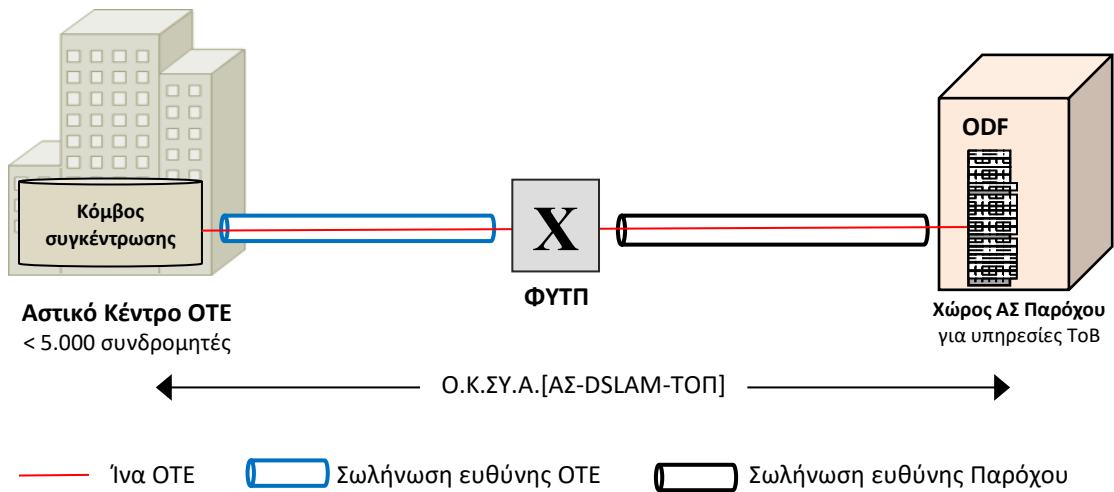 ODF
Κόμβος
συγκέντρωσης
X
ΦΥΤΠ
Αστικό Κέντρο ΟΤΕ
< 5.000 συνδρομητές
Χώρος ΑΣ Παρόχου
για υπηρεσίες ΤοΒ
Ο.Κ.ΣΥ.Α.[ΑΣ-DSLAM-ΤΟΠ]
Ίνα ΟΤΕ
Σωλήνωση ευθύνης ΟΤΕ
Σωλήνωση ευθύνης Παρόχου